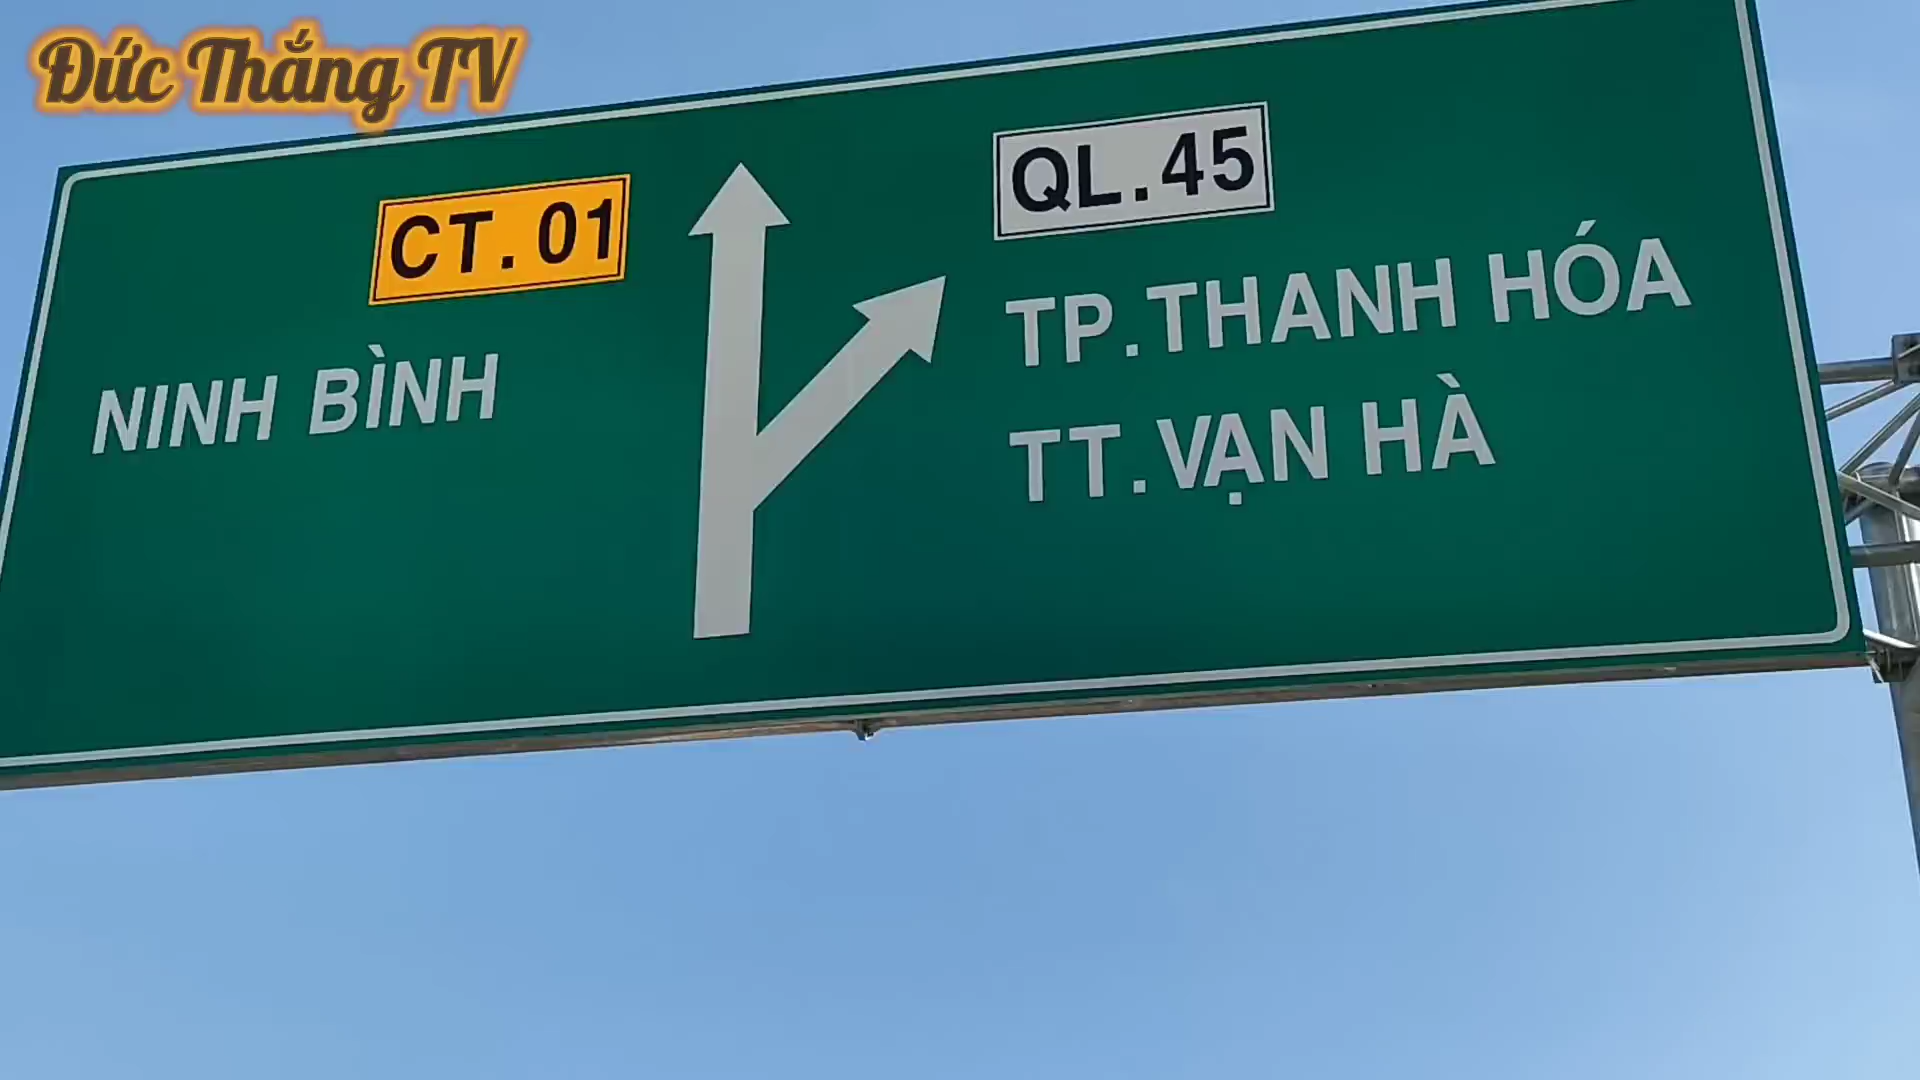 Đức Thắng TV
CT.01
NINH BÌNH
QL.45
TP.THANH HÓA
TT.VẠN HÀ